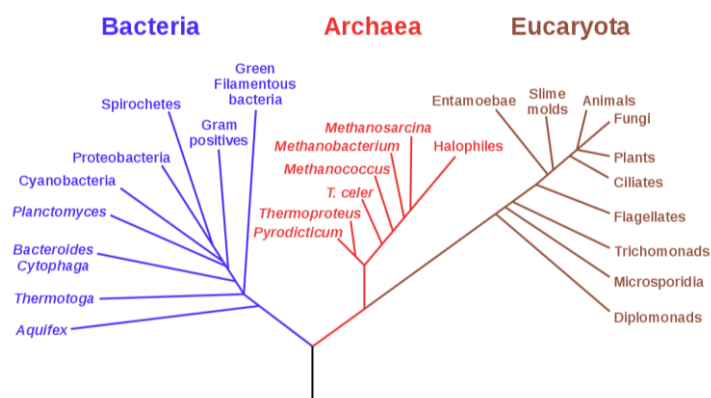 Bacteria
Archaea
Eucaryota
Green
Filamentous
bacteria
Spirochetes
Gram
positives
Proteobacteria
Cyanobacteria
Planctomyces
Bacteroides
Cytophaga
Thermotoga
Aquifex
Methanosarcina
Methanobacterium
Halophiles
Methanococcus
T. celer
Thermoproteus
Pyrodicticum
Entamoebae
Slime
molds
Animals
Fungi
Plants
Ciliates
Flagellates
Trichomonads
Microsporidia
Diplomonads